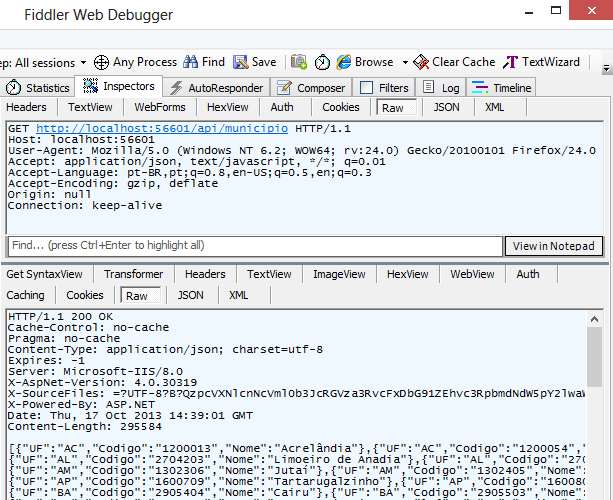 Fiddler Web Debugger
ep: All sessions Any Process Find Save Browse Clear Cache TextWizard
Statistics Inspectors AutoResponder Composer Filters Log Timeline
Headers TextView WebForms HexView Auth Cookies Raw JSON XML
GET http://localhost:56601/api/municipio HTTP/1.1
Host: localhost:56601
User-Agent: Mozilla/5.0 (Windows NT 6.2; WOW64; rv:24.0) Gecko/20100101 Firefox/24.0
Accept: application/json, text/javascript, */*; q=0.01
Accept-Language: pt-BR,pt;q=0.8,en-US;q=0.5,en;q=0.3
Accept-Encoding: gzip, deflate
Origin: null
Connection: keep-alive
Find... (press Ctrl+Enter to highlight all) View in Notepad
Get SyntaxView Transformer Headers TextView ImageView HexView WebView Auth
Caching Cookies Raw JSON XML
HTTP/1.1 200 OK
Cache-Control: no-cache
Pragma: no-cache
Content-Type: application/json; charset=utf-8
Expires: -1
Server: Microsoft-IIS/8.0
X-AspNet-Version: 4.0.30319
X-SourceFiles: =?UTF-8?B?
X-Powered-By: ASP.NET
Date: Thu, 17 Oct 2013 14:39:01 GMT
Content-Length: 295584
[{"UF":"AC","Codigo":"1200013","Nome":"Acrelândia"},{"UF":"AC","Codigo":"1200054","
{"UF":"AL","Codigo":"2704203","Nome":"Limoeiro de Anadia"},{"UF":"AL","Codigo":"27
{"UF":"AM","Codigo":"1302306","Nome":"Jutaí"},{"UF":"AM","Codigo":"1302405","Nome"
{"UF":"AP","Codigo":"1600709","Nome":"Tartarugalzinho"},{"UF":"AP","Codigo":"16008
{"UF":"BA","Codigo":"2905404","Nome":"Cairu"},{"UF":"BA","Codigo":"2905503","Nome"